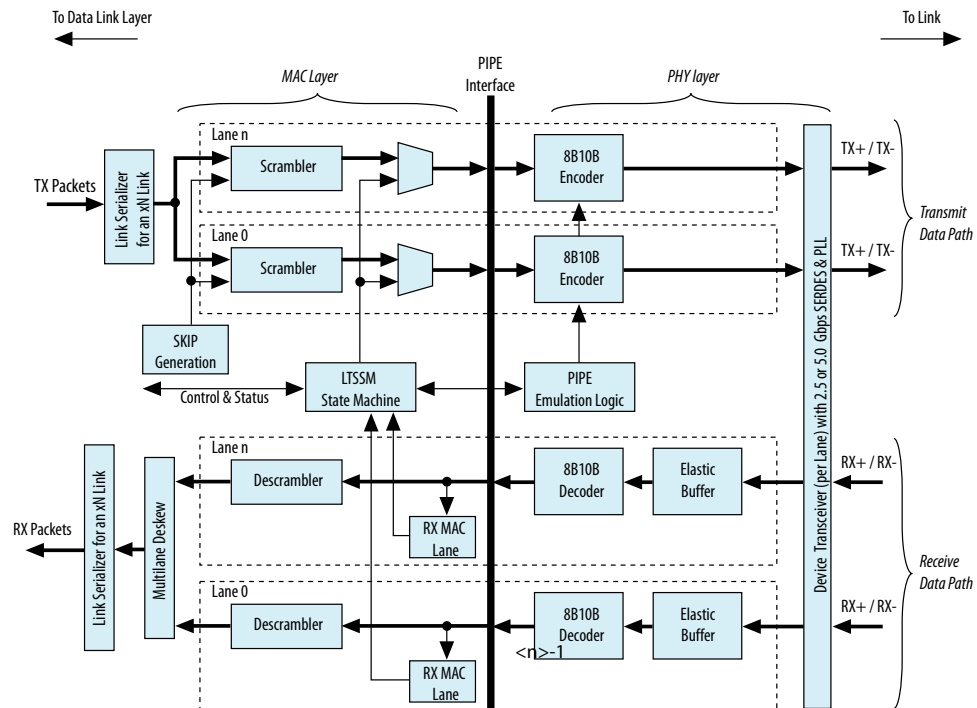 To Data Link Layer
To Link
PIPE
Interface
MAC Layer
PHY layer
Lane n
TX Packets
Link Serializer
for an xN Link
Scrambler
8B10B
Encoder
TX+ / TX-
Transmit
Data Path
Lane 0
Scrambler
8B10B
Encoder
TX+ / TX-
SKIP
Generation
Control & Status
LTSSM
State Machine
PIPE
Emulation Logic
Device Transceiver (per Lane) with 2.5 or 5.0 Gbps SERDES & PLL
Lane n
Descrambler
8B10B
Decoder
Elastic
Buffer
RX+ / RX-
RX MAC
Lane
RX Packets
Link Serializer for an xN Link
Multilane Deskew
Receive
Data Path
Lane 0
Descrambler
8B10B
Decoder
<n>-1
Elastic
Buffer
RX+ / RX-
RX MAC
Lane